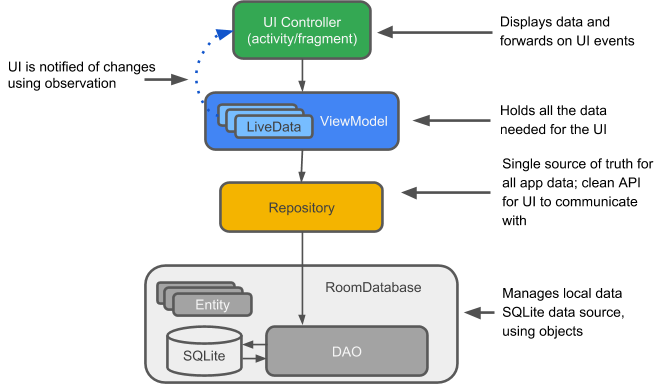 UI Controller
(activity/fragment)
Displays data and
forwards on UI events
UI is notified of changes
using observation
LiveData
ViewModel
Holds all the data
needed for the UI
Repository
Single source of truth for
all app data; clean API
for UI to communicate
with
RoomDatabase
Entity
SQLite
DAO
Manages local data
SQLite data source,
using objects